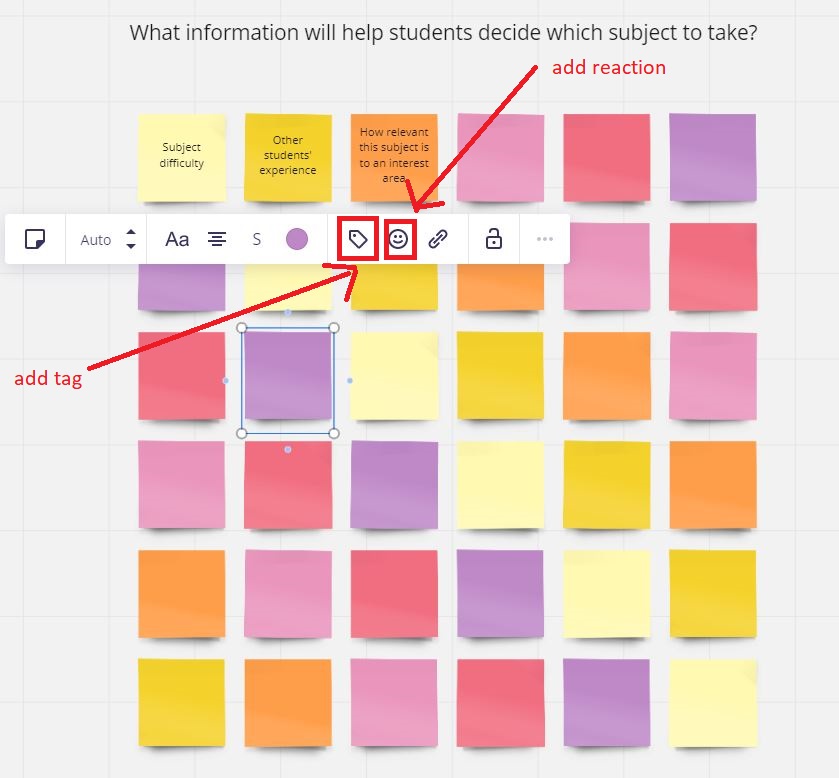 What information will help students decide which subject to take?
add reaction
Subject
difficulty
Other
students'
experience
How relevant
this subject is
to an interest
area
Auto
Aa
S
add tag